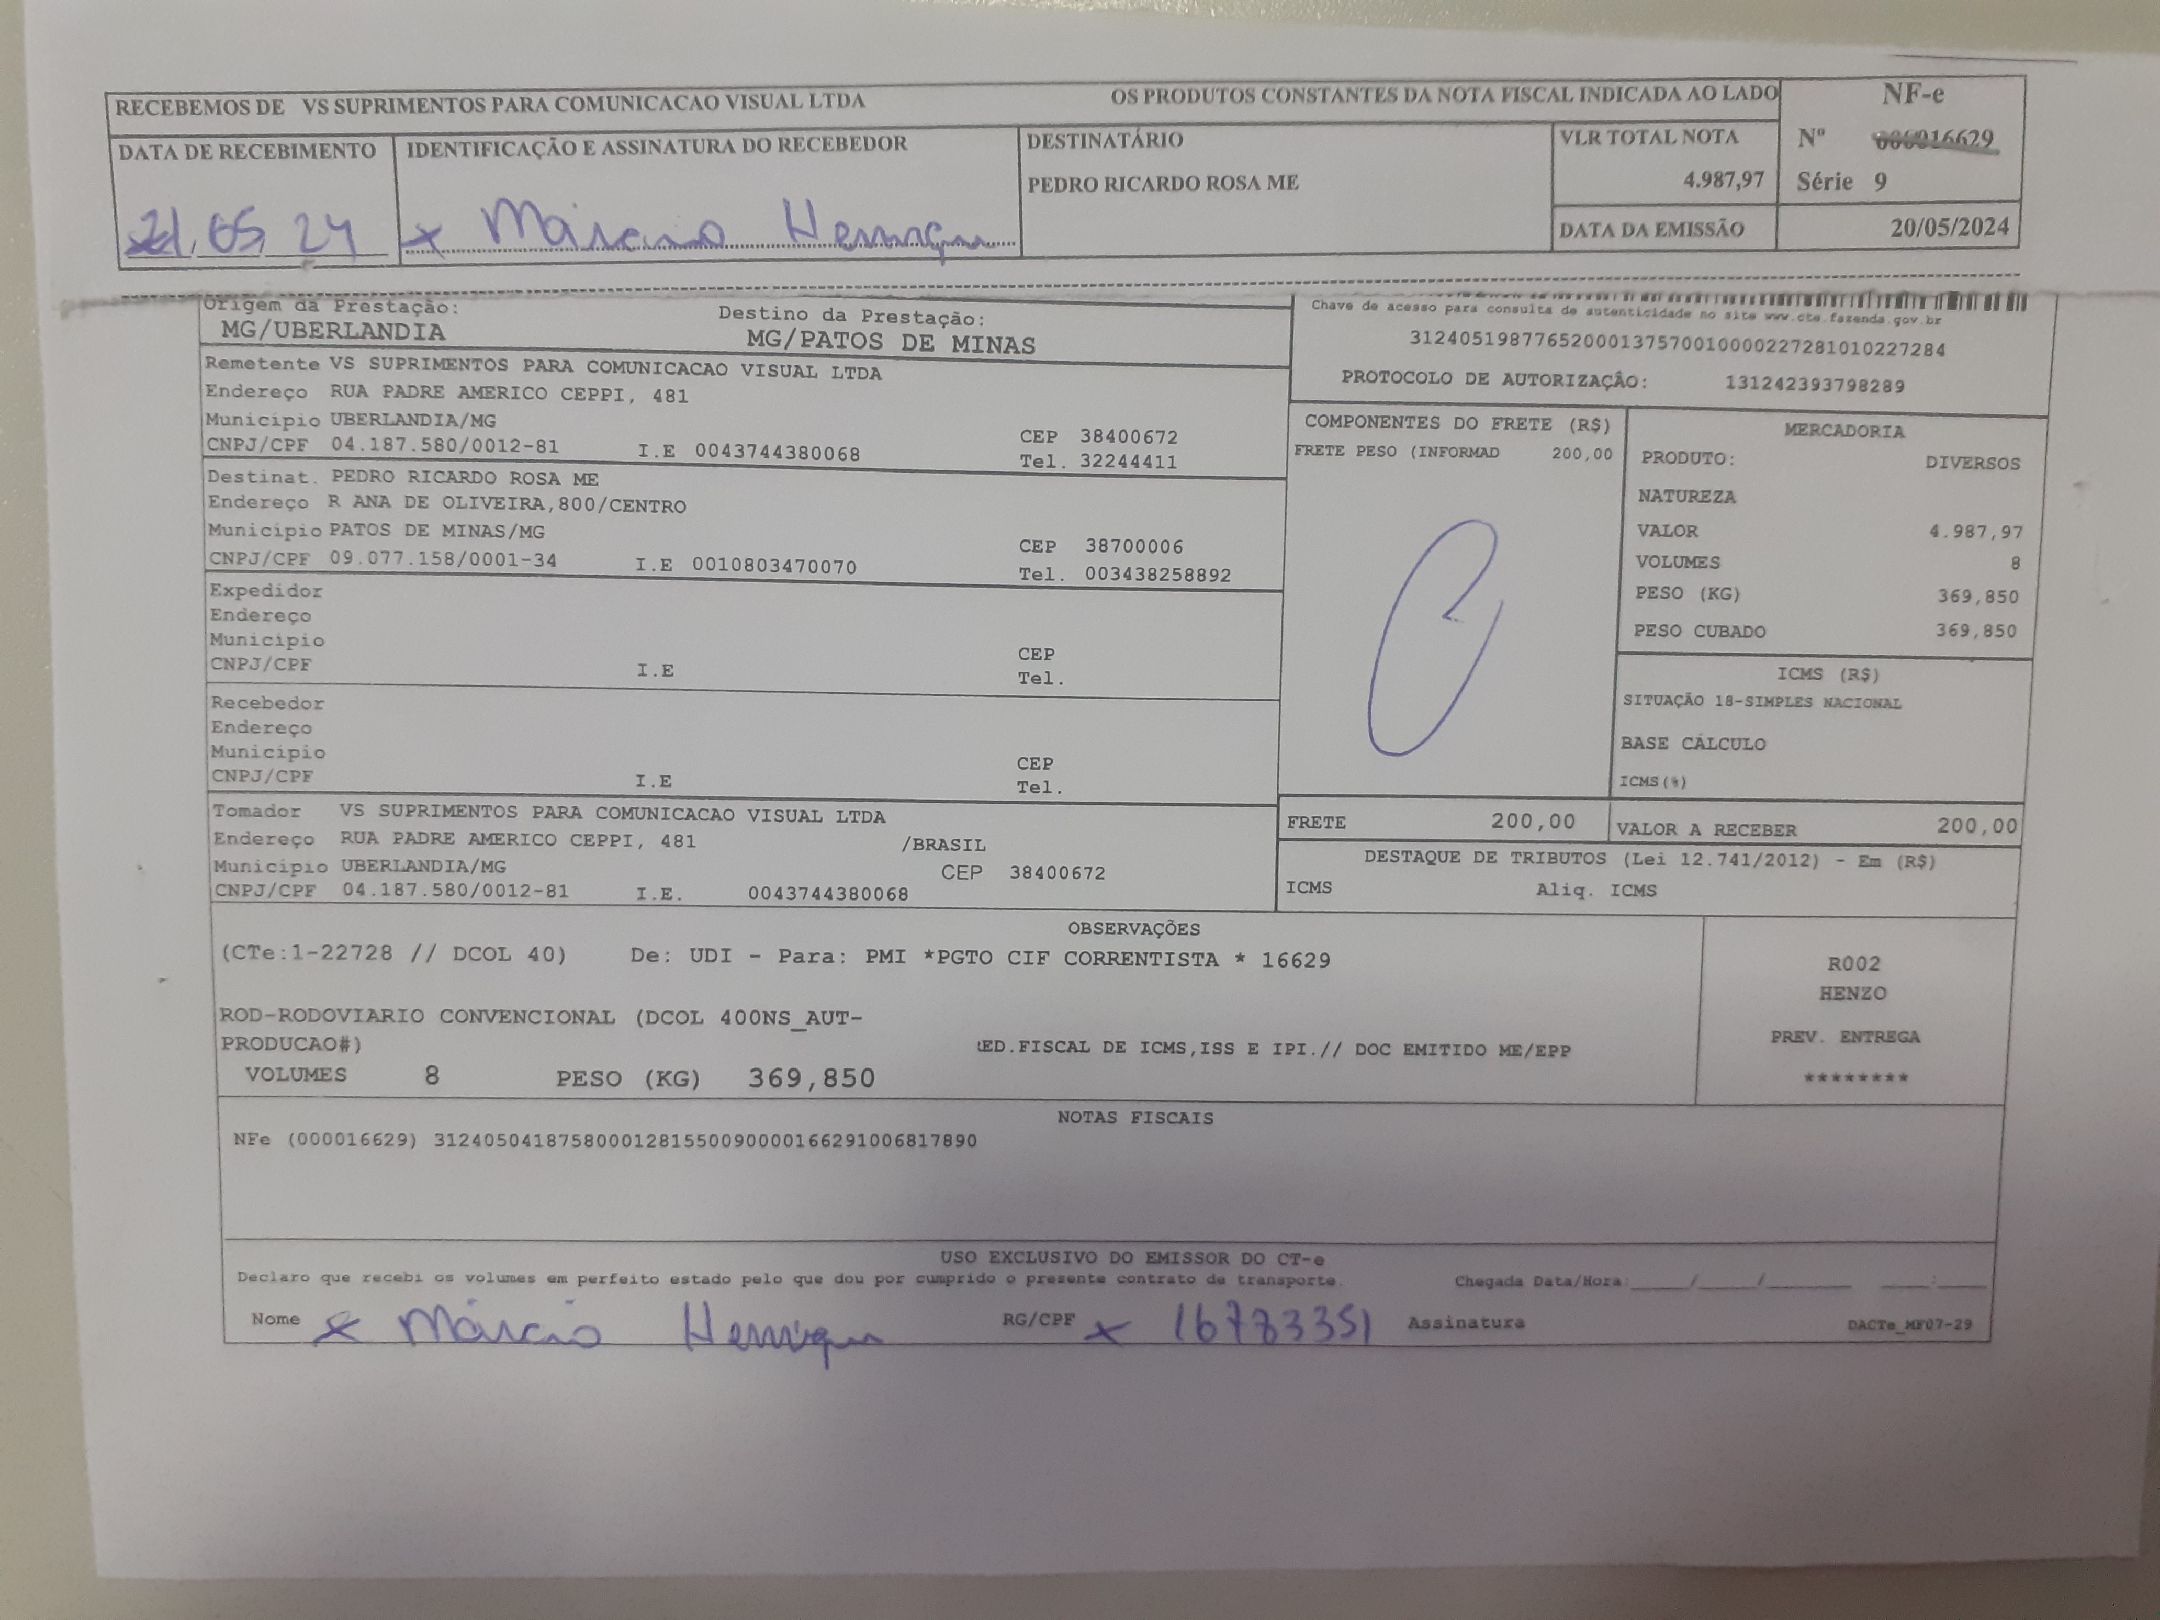 RECEBEMOS DE VS SUPRIMENTOS PARA COMUNICACAO VISUAL LTDA OS PRODUTOS CONSTANTES DA NOTA FISCAL INDICADA AO LADO
NF-e
Nº 000016629
Série 9
DATA DE RECEBIMENTO
21.05.24
IDENTIFICAÇÃO E ASSINATURA DO RECEBEDOR
x Márcio Henrique
DESTINATÁRIO
PEDRO RICARDO ROSA ME
VLR TOTAL NOTA
4.987,97
DATA DA EMISSÃO 20/05/2024
Origem da Prestação:
MG/UBERLANDIA
Destino da Prestação:
MG/PATOS DE MINAS
Chave de acesso para consulta de autenticidade no site www.cte.fazenda.gov.br
31240519877652000137570010000227281010227284
PROTOCOLO DE AUTORIZAÇÃO: 131242393798289
Remetente VS SUPRIMENTOS PARA COMUNICACAO VISUAL LTDA
Endereço RUA PADRE AMERICO CEPPI, 481
Municipio UBERLANDIA/MG
CEP 38400672
CNPJ/CPF 04.187.580/0012-81 I.E 0043744380068
Tel. 32244411
Destinat. PEDRO RICARDO ROSA ME
Endereço R ANA DE OLIVEIRA,800/CENTRO
Municipio PATOS DE MINAS/MG
CEP 38700006
CNPJ/CPF 09.077.158/0001-34 I.E 0010803470070
Tel. 003438258892
Expedidor
Endereço
Municipio
CEP
CNPJ/CPF I.E
Tel.
Recebedor
Endereço
Municipio
CEP
CNPJ/CPF I.E
Tel.
Tomador VS SUPRIMENTOS PARA COMUNICACAO VISUAL LTDA
Endereço RUA PADRE AMERICO CEPPI, 481 /BRASIL
Municipio UBERLANDIA/MG CEP 38400672
CNPJ/CPF 04.187.580/0012-81 I.E. 0043744380068
COMPONENTES DO FRETE (R$)
FRETE PESO (INFORMAD 200,00
MERCADORIA
PRODUTO: DIVERSOS
NATUREZA
VALOR 4.987,97
VOLUMES 8
PESO (KG) 369,850
PESO CUBADO 369,850
ICMS (R$)
SITUAÇÃO 18-SIMPLES NACIONAL
BASE CÁLCULO
ICMS(%)
FRETE 200,00
VALOR A RECEBER 200,00
DESTAQUE DE TRIBUTOS (Lei 12.741/2012) - Em (R$)
ICMS Aliq. ICMS
OBSERVAÇÕES
(CTe:1-22728 // DCOL 40) De: UDI - Para: PMI *PGTO CIF CORRENTISTA * 16629
ROD-RODOVIARIO CONVENCIONAL (DCOL 400NS_AUT-
PRODUCAO#)
ED.FISCAL DE ICMS,ISS E IPI.// DOC EMITIDO ME/EPP
VOLUMES 8 PESO (KG) 369,850
R002
HENZO
PREV. ENTREGA
********
NOTAS FISCAIS
NFe (000016629) 31240504187580001281550090000166291006817890
USO EXCLUSIVO DO EMISSOR DO CT-e
Declaro que recebi os volumes em perfeito estado pelo que dou por cumprido o presente contrato de transporte.
Chegada Data/Hora:____/____/______ ___:____
Nome x Márcio Henrique RG/CPF x 16783351 Assinatura
DACTe_MF07-29